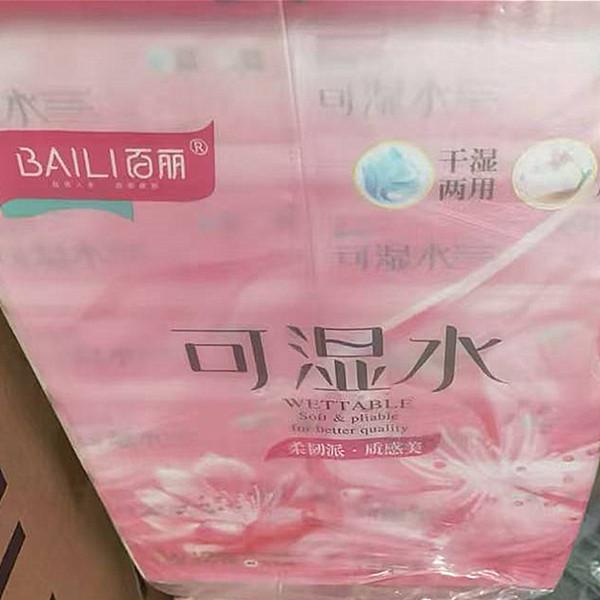 BAILI百丽®
干湿
两用
可湿水
可湿水
可湿水
WETTABLE
Soft & pliable
for better quality
柔韧派·质感美